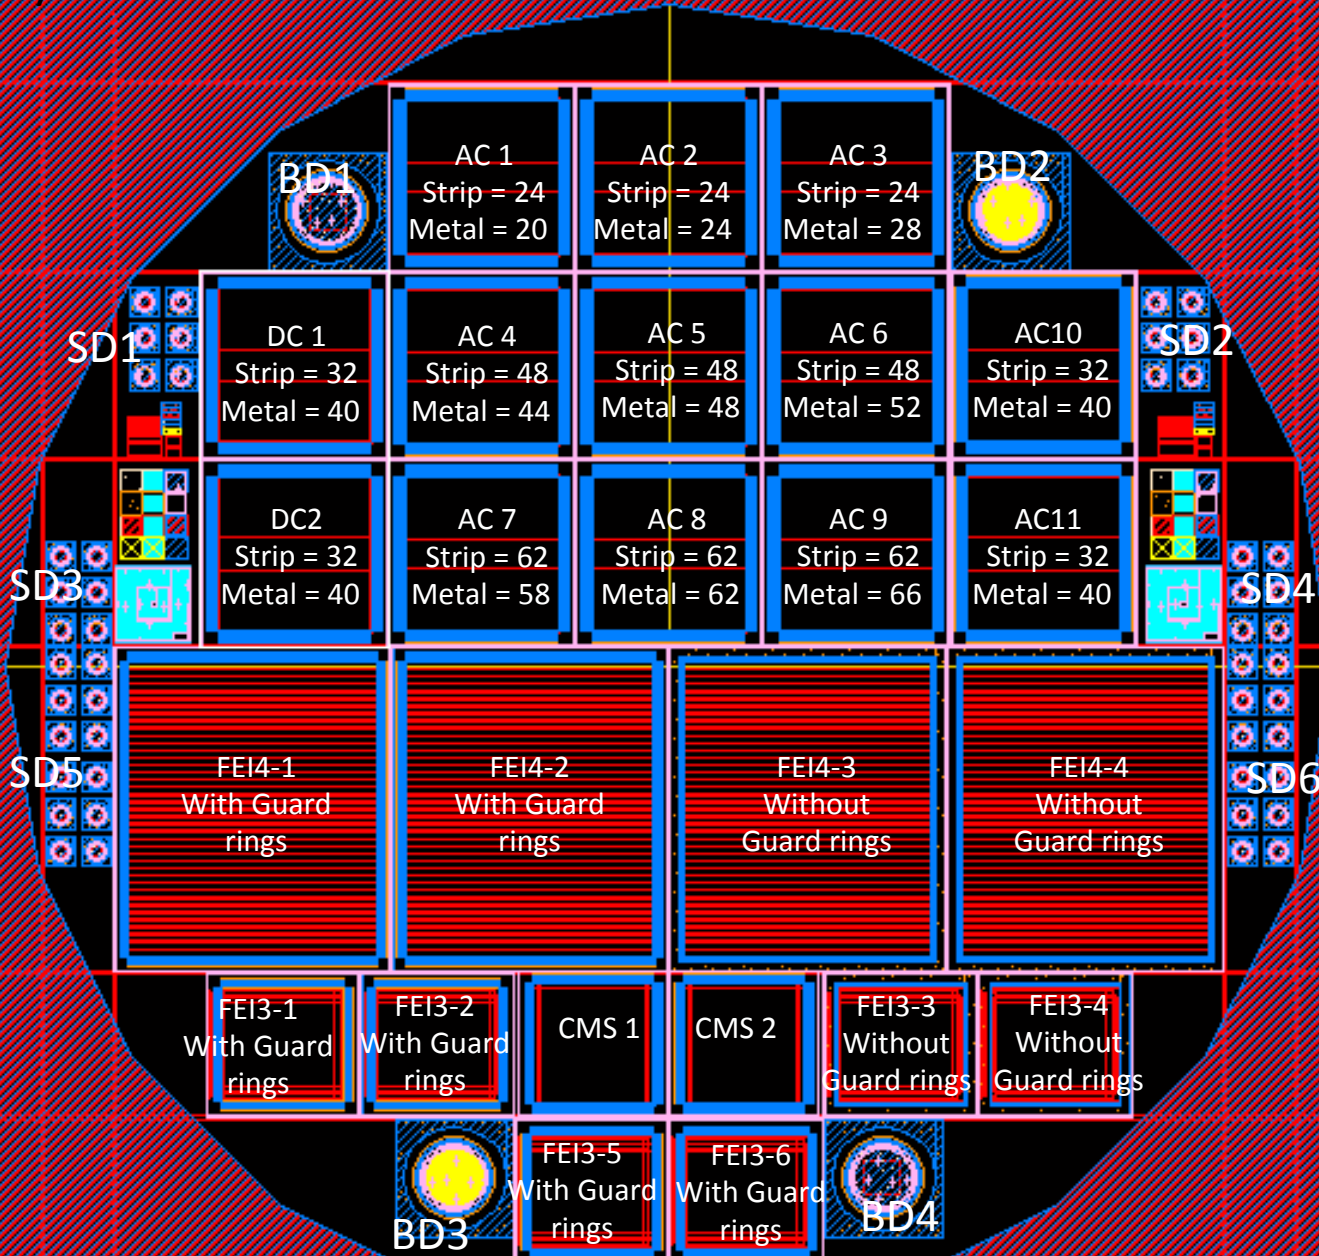 AC 1
Strip = 24
Metal = 20
AC 2
Strip = 24
Metal = 24
AC 3
Strip = 24
Metal = 28
BD1
BD2
SD1
DC 1
Strip = 32
Metal = 40
AC 4
Strip = 48
Metal = 44
AC 5
Strip = 48
Metal = 48
AC 6
Strip = 48
Metal = 52
AC10
Strip = 32
Metal = 40
SD2
SD3
DC2
Strip = 32
Metal = 40
AC 7
Strip = 62
Metal = 58
AC 8
Strip = 62
Metal = 62
AC 9
Strip = 62
Metal = 66
AC11
Strip = 32
Metal = 40
SD4
SD5
FEI4-1
With Guard
rings
FEI4-2
With Guard
rings
FEI4-3
Without
Guard rings
FEI4-4
Without
Guard rings
SD6
FEI3-1
With Guard
rings
FEI3-2
With Guard
rings
CMS 1
CMS 2
FEI3-3
Without
Guard rings
FEI3-4
Without
Guard rings
BD3
FEI3-5
With Guard
rings
FEI3-6
With Guard
rings
BD4